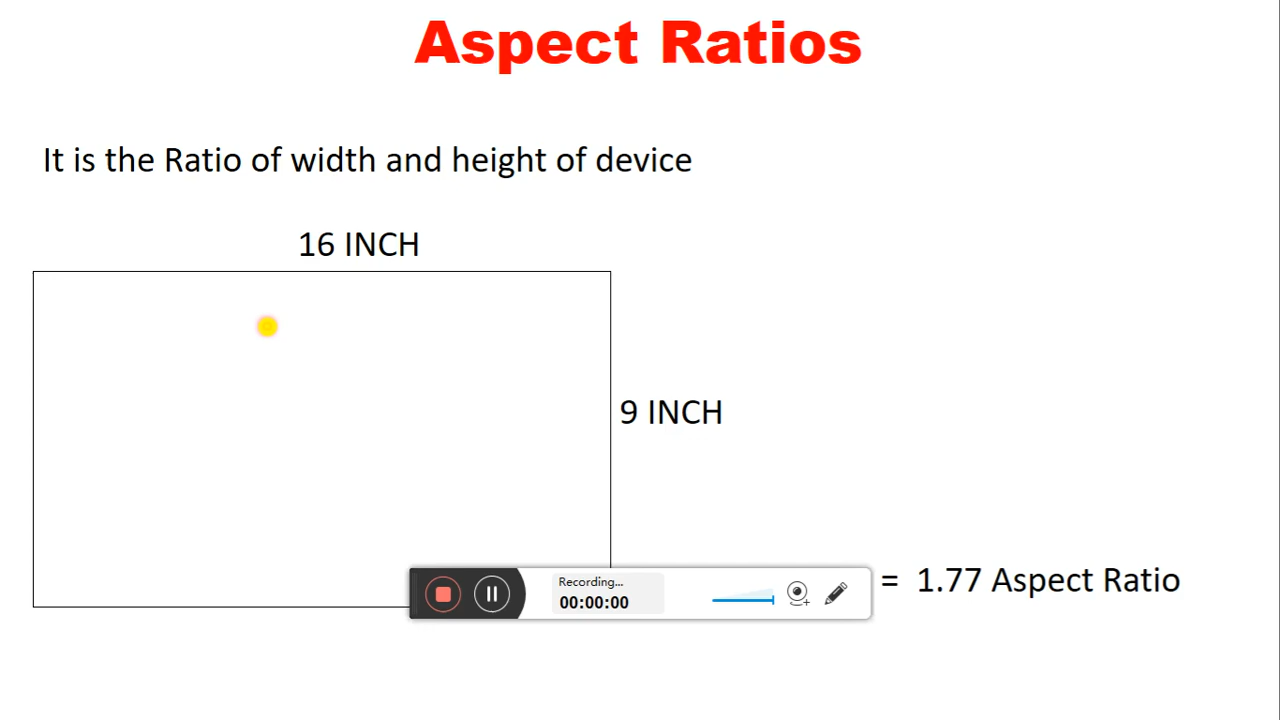 Aspect Ratios
It is the Ratio of width and height of device
16 INCH
9 INCH
= 1.77 Aspect Ratio
Recording...
00:00:00